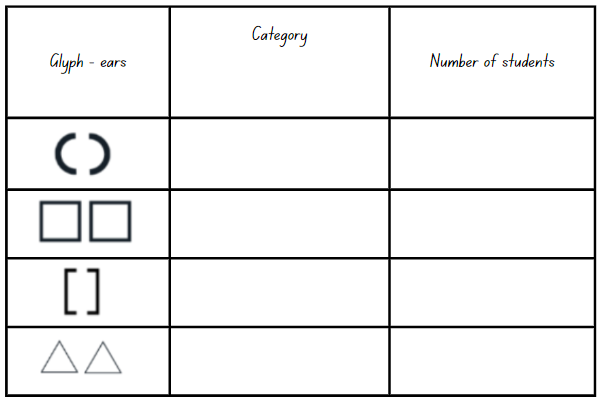 Glyph - ears
Category
Number of students